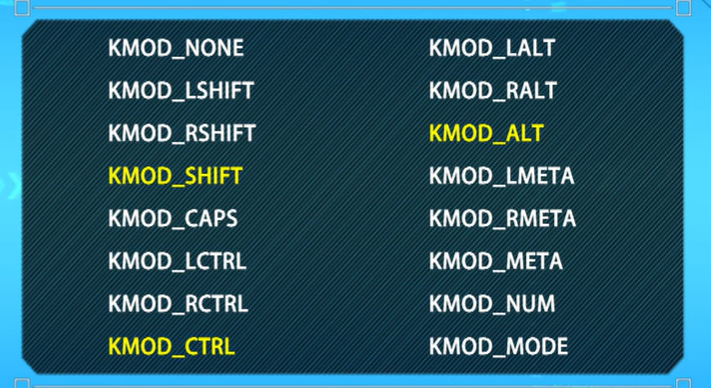 KMOD_NONE
KMOD_LSHIFT
KMOD_RSHIFT
KMOD_SHIFT
KMOD_CAPS
KMOD_LCTRL
KMOD_RCTRL
KMOD_CTRL
KMOD_LALT
KMOD_RALT
KMOD_ALT
KMOD_LMETA
KMOD_RMETA
KMOD_META
KMOD_NUM
KMOD_MODE